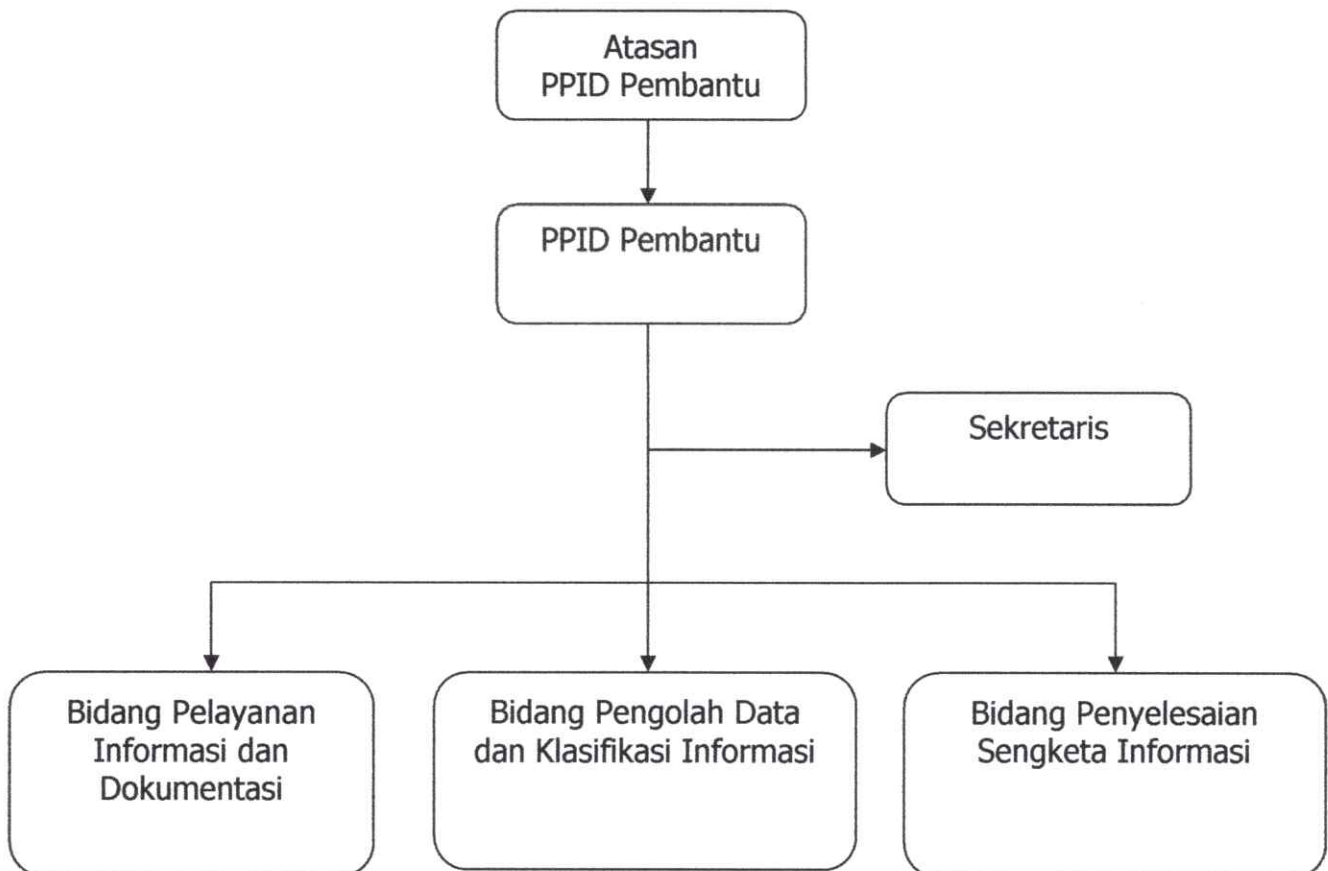 Atasan
PPID Pembantu
PPID Pembantu
Sekretaris
Bidang Pelayanan
Informasi dan
Dokumentasi
Bidang Pengolah Data
dan Klasifikasi Informasi
Bidang Penyelesaian
Sengketa Informasi